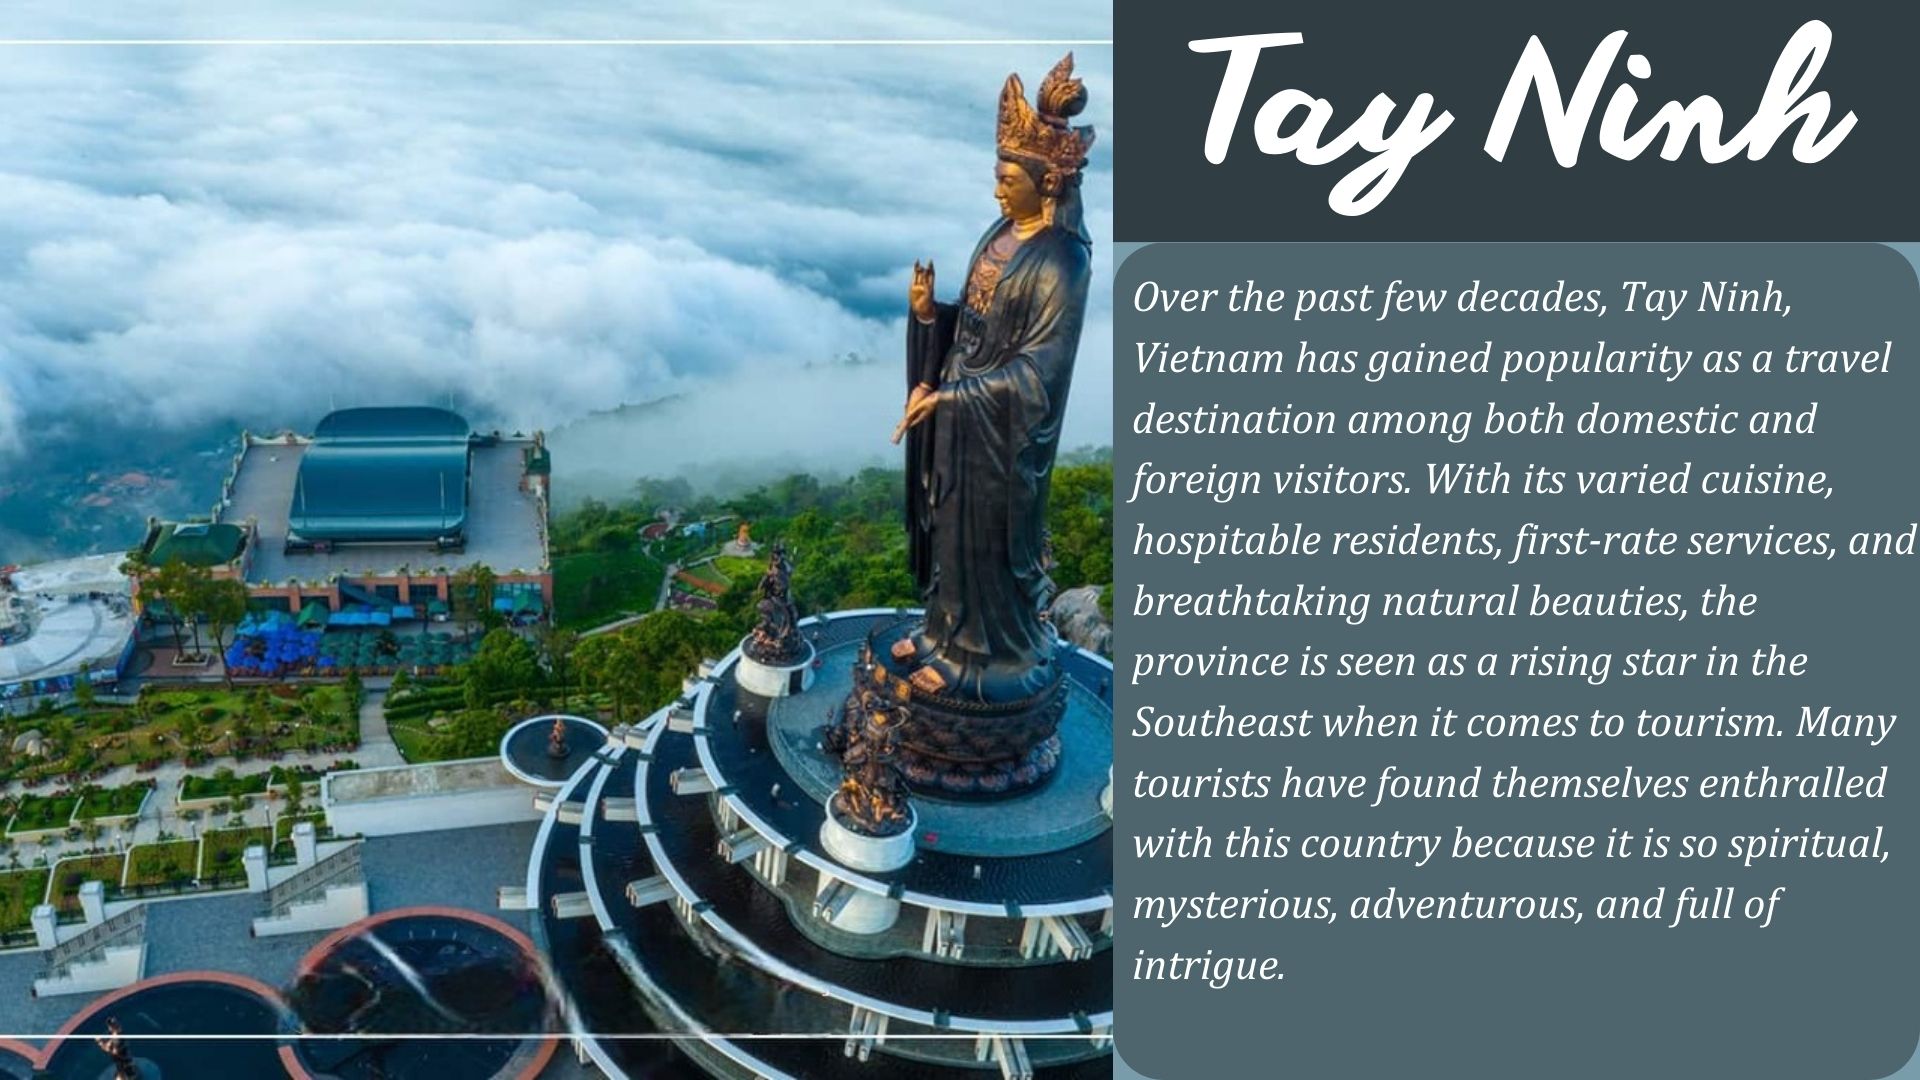 Tay Ninh
Over the past few decades, Tay Ninh,
Vietnam has gained popularity as a travel
destination among both domestic and
foreign visitors. With its varied cuisine,
hospitable residents, first-rate services, and
breathtaking natural beauties, the
province is seen as a rising star in the
Southeast when it comes to tourism. Many
tourists have found themselves enthralled
with this country because it is so spiritual,
mysterious, adventurous, and full of
intrigue.